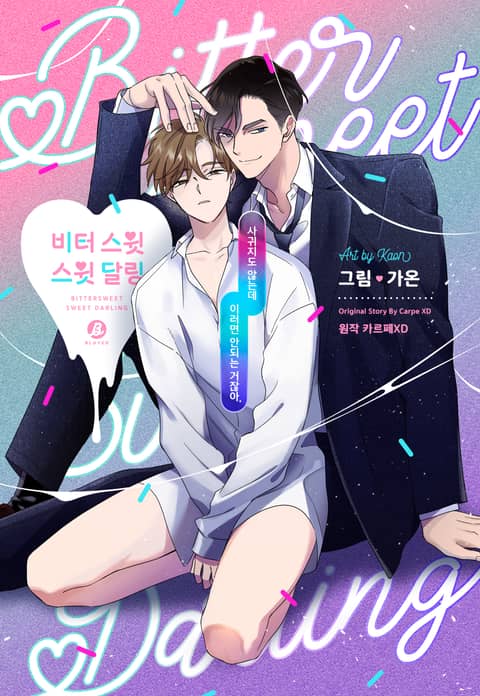 Bitter
Sweet
비터 스윗
스윗 달링
BITTERSWEET
SWEET DARLING
B
BLAYER
사귀지도 않는데
이러면 안되는 거잖아.
Art by Kaon
그림 ♥ 가온
Original Story By Carpe XD
원작 카르페XD
Darling